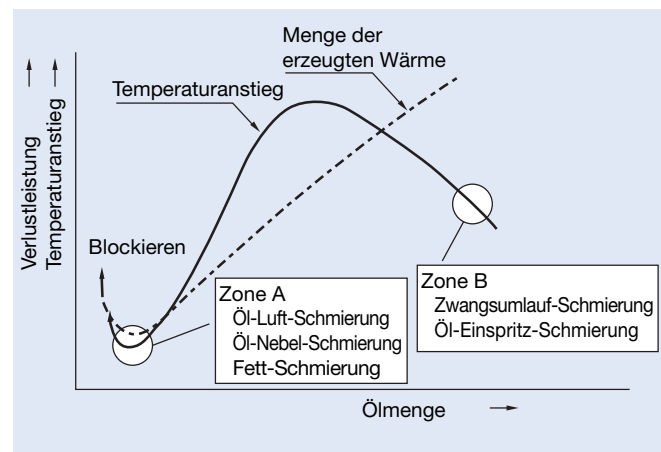 Menge der
erzeugten Wärme
Temperaturanstieg
Verlustleistung
Temperaturanstieg
Blockieren
Zone A
Öl-Luft-Schmierung
Öl-Nebel-Schmierung
Fett-Schmierung
Zone B
Zwangsumlauf-Schmierung
Öl-Einspritz-Schmierung
Ölmenge